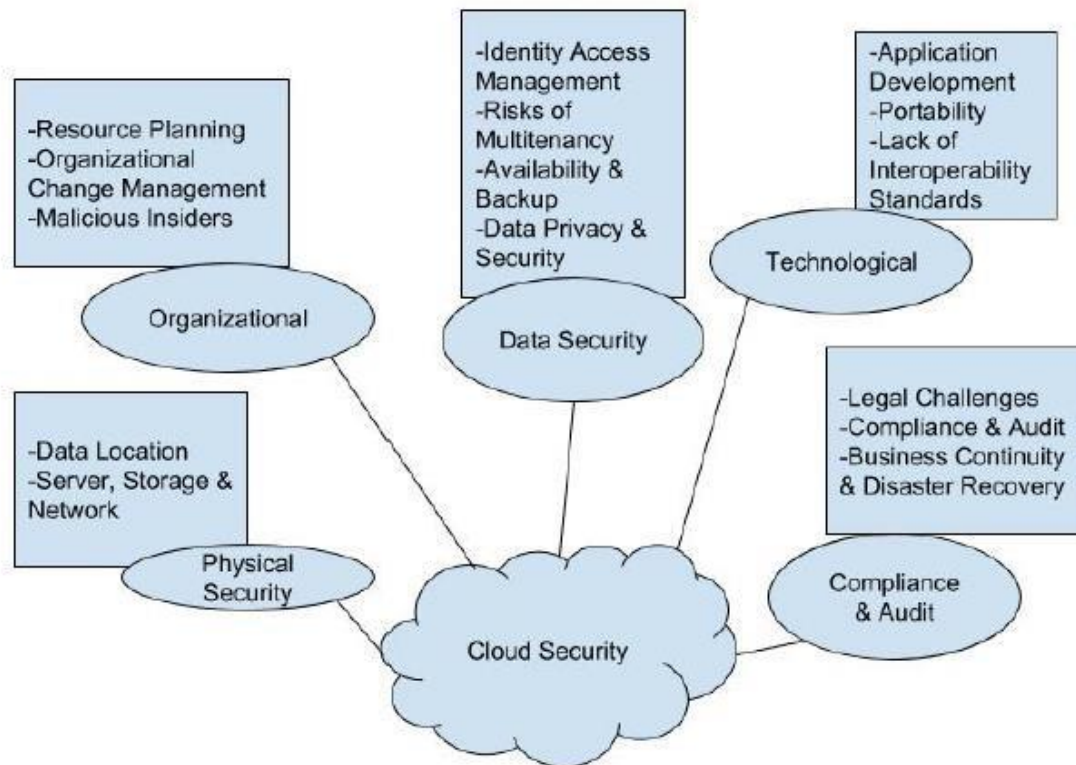 -Resource Planning
-Organizational
Change Management
-Malicious Insiders
Organizational
-Identity Access
Management
-Risks of
Multitenancy
-Availability &
Backup
-Data Privacy &
Security
Data Security
-Application
Development
-Portability
-Lack of
Interoperability
Standards
Technological
-Data Location
-Server, Storage &
Network
Physical
Security
-Legal Challenges
-Compliance & Audit
-Business Continuity
& Disaster Recovery
Compliance
& Audit
Cloud Security